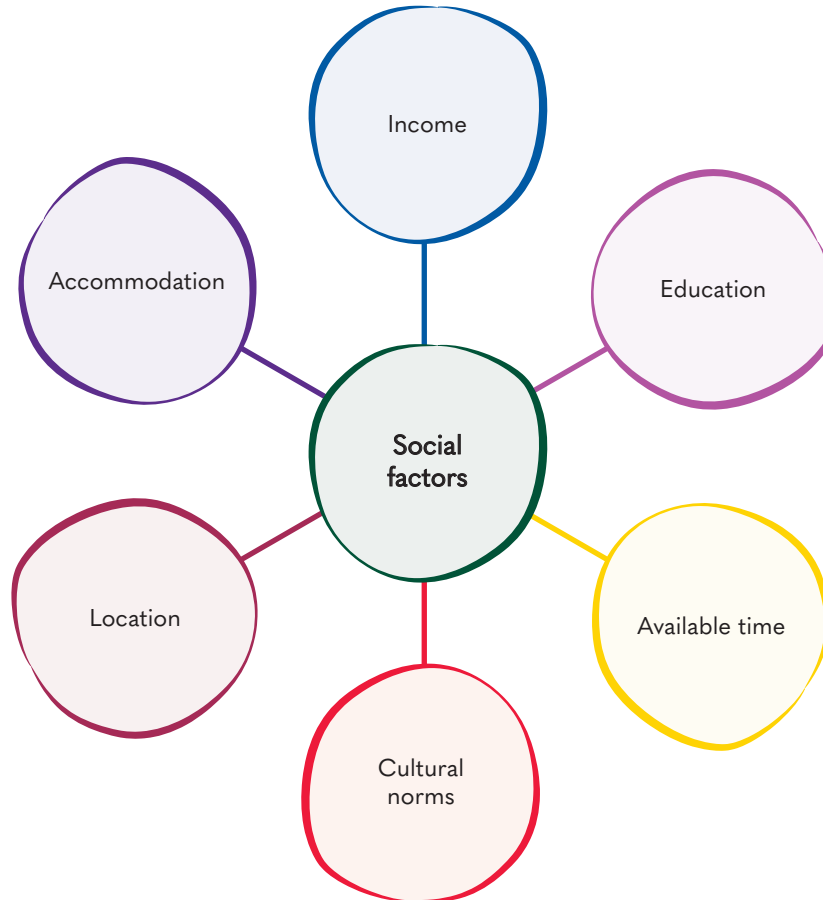 Income
Accommodation
Education
Social
factors
Location
Available time
Cultural
norms